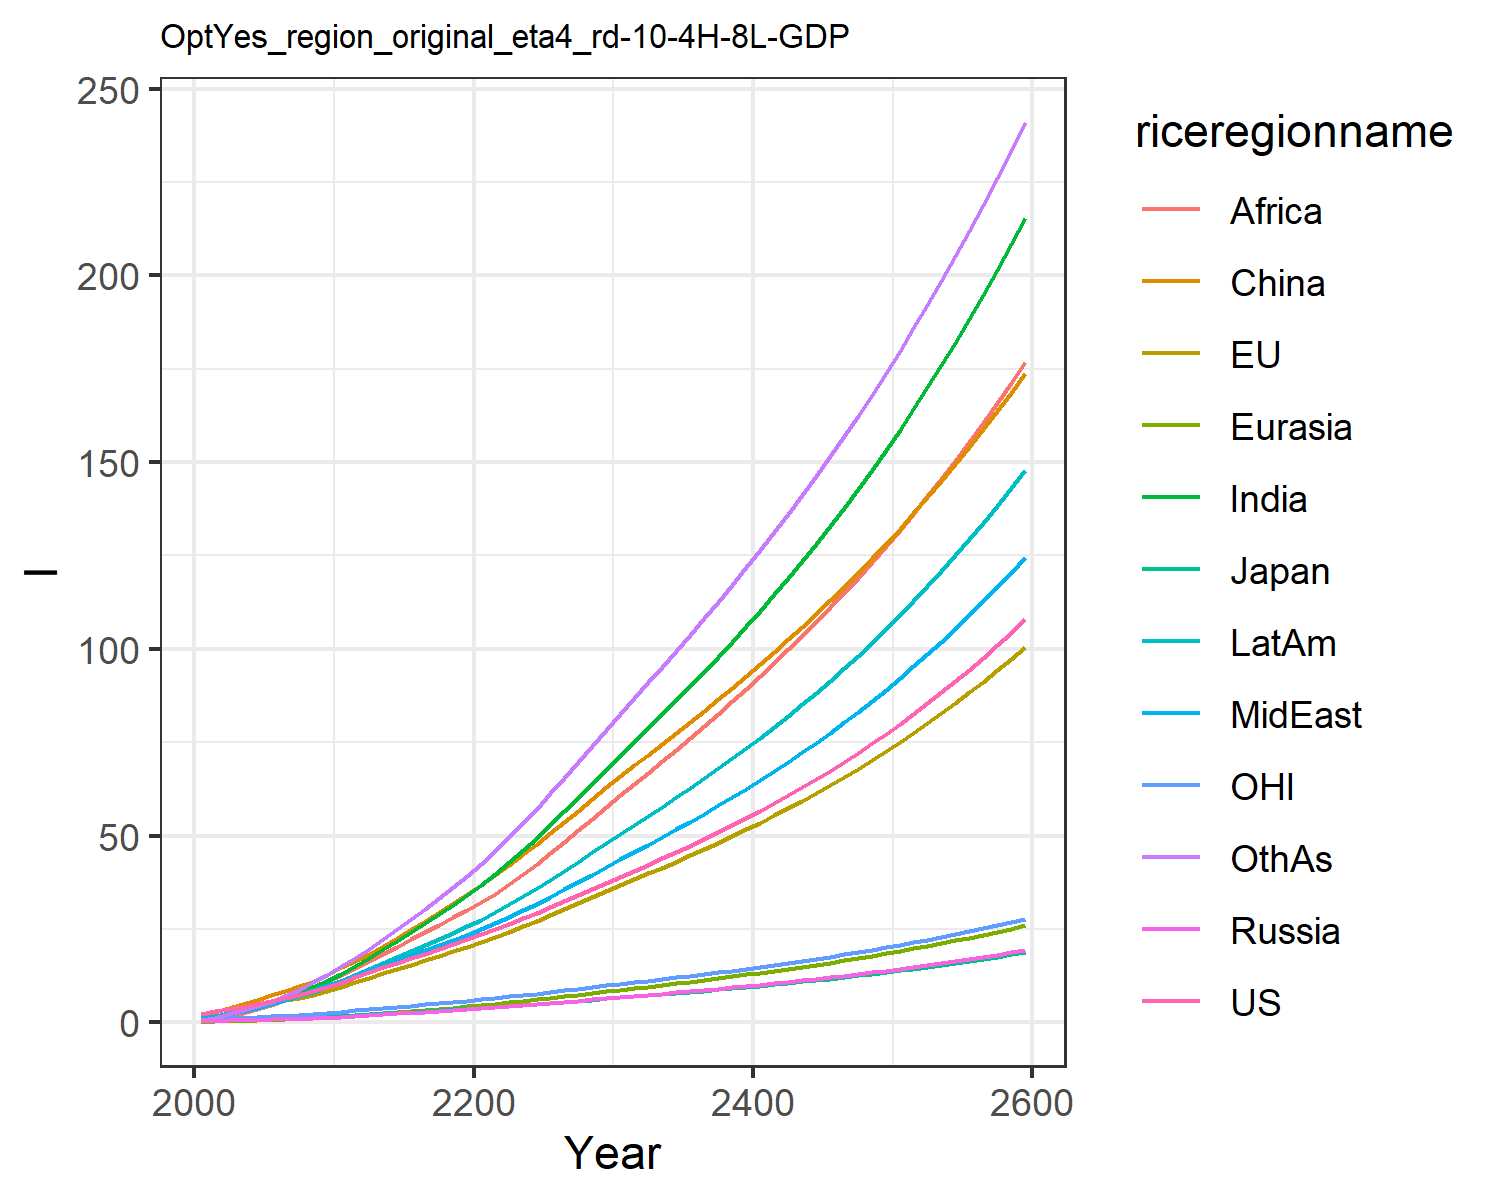 OptYes_region_original_eta4_rd-10-4H-8L-GDP
250
200
150
100
50
0
I
2000 2200 2400 2600
Year
riceregionname
Africa
China
EU
Eurasia
India
Japan
LatAm
MidEast
OHI
OthAs
Russia
US